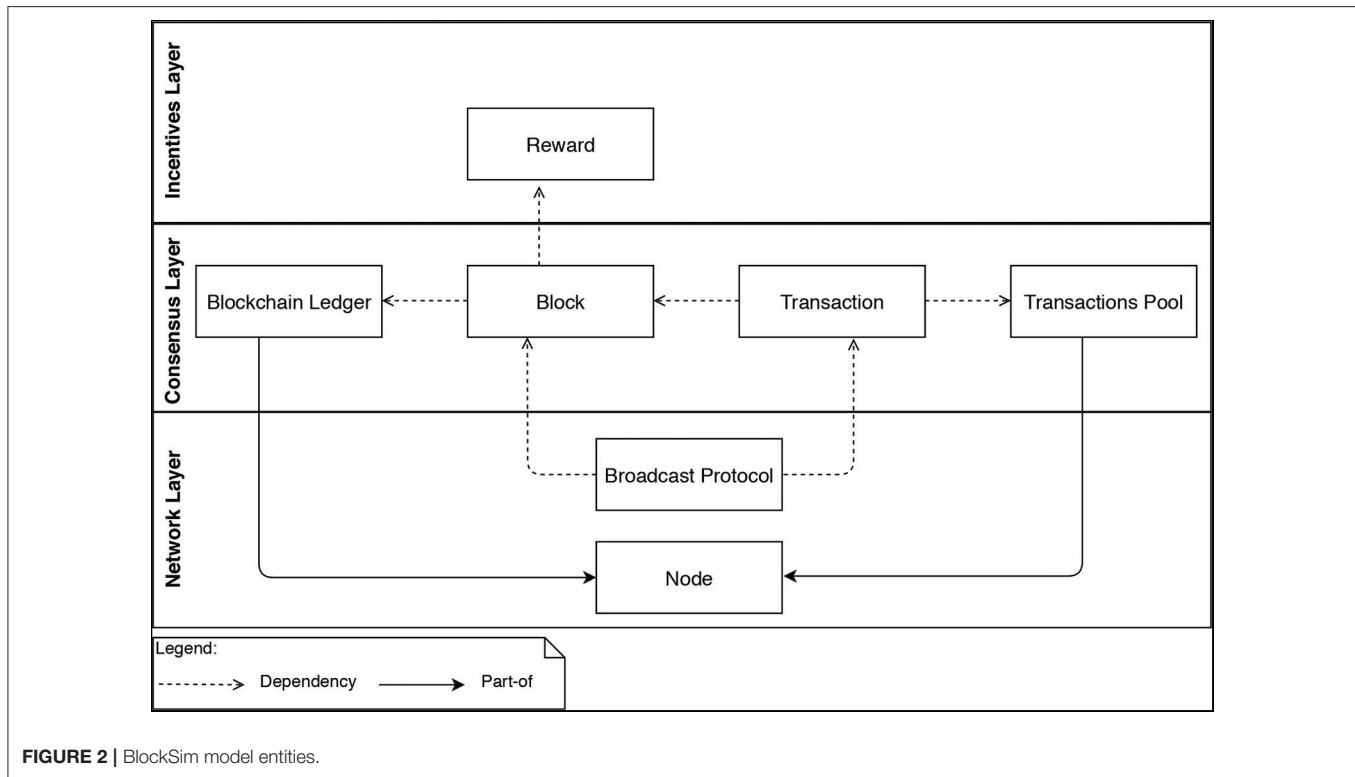 Incentives Layer
Reward
Consensus Layer
Blockchain Ledger
Block
Transaction
Transactions Pool
Network Layer
Broadcast Protocol
Node
Legend:
Dependency
Part-of
FIGURE 2 | BlockSim model entities.